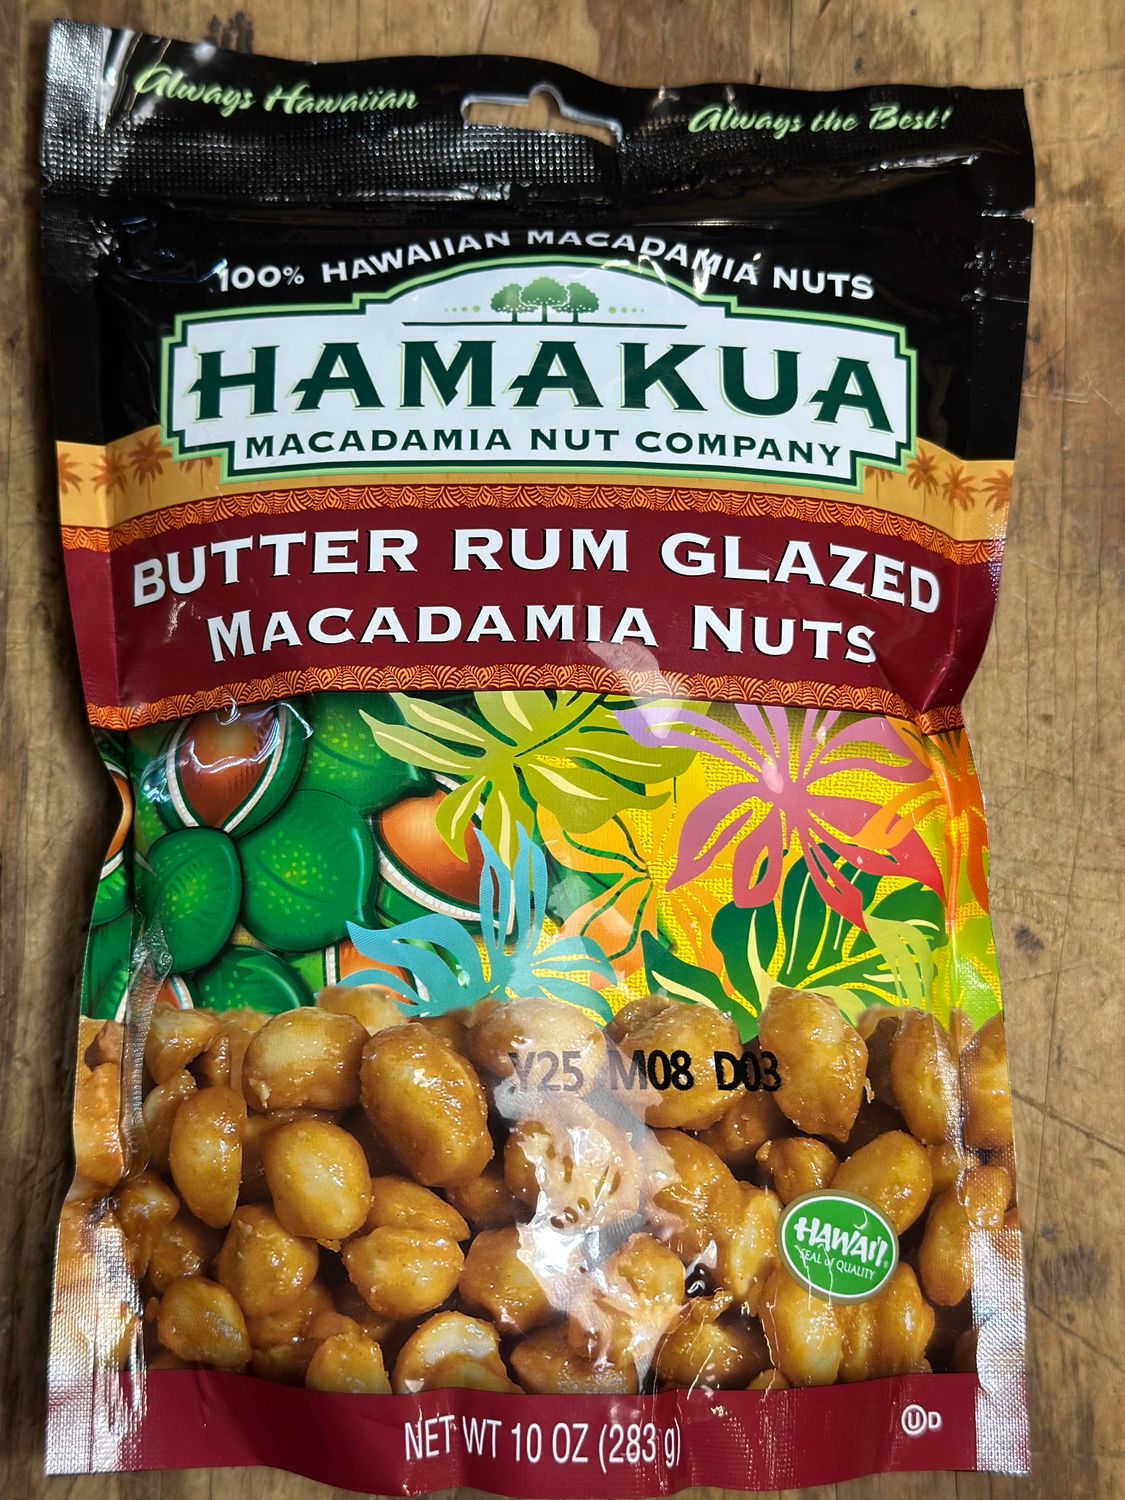 Always Hawaiian
Always the Best!
100% HAWAIIAN MACADAMIA NUTS
HAMAKUA
MACADAMIA NUT COMPANY
BUTTER RUM GLAZED
MACADAMIA NUTS
Y25 M08 D03
HAWAI'I®
SEAL of QUALITY
NET WT 10 OZ (283 g)
U D